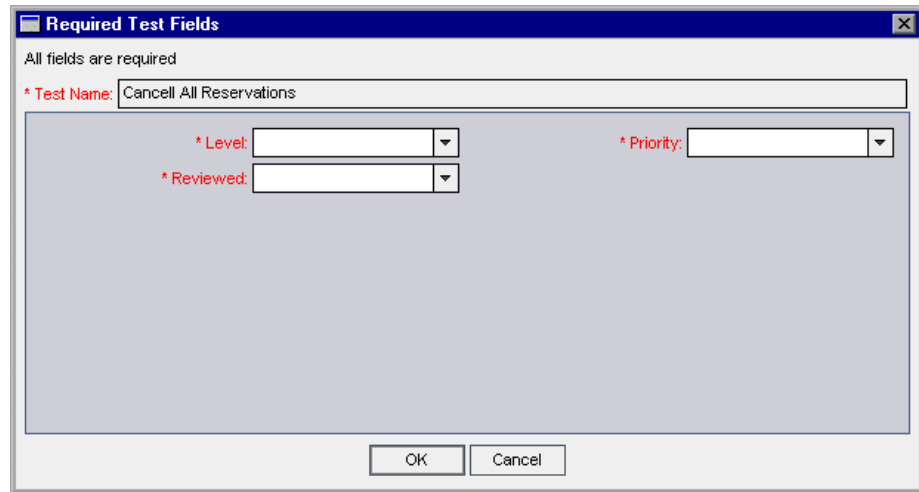 Required Test Fields
All fields are required
* Test Name: Cancell All Reservations
* Level: * Priority:
* Reviewed:
OK Cancel